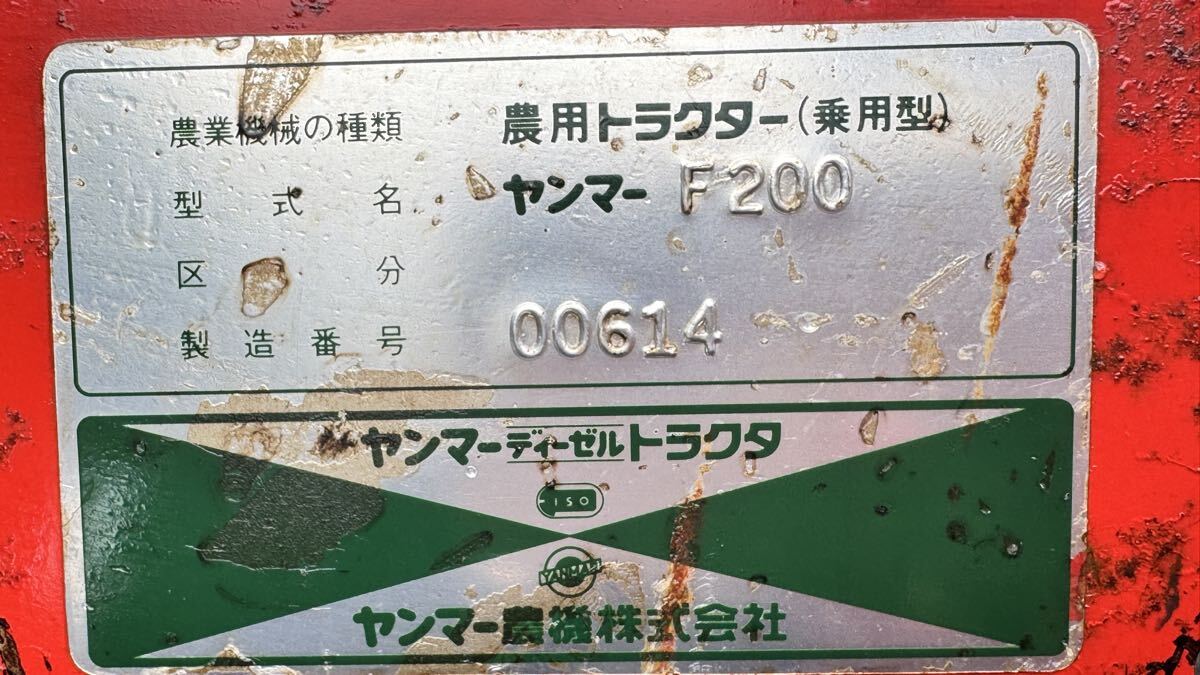 農業機械の種類 農用トラクター(乗用型)
型式名 ヤンマー F200
区分
製造番号 00614
ヤンマーディーゼルトラクタ
ISO
YANMAR
ヤンマー農機株式会社